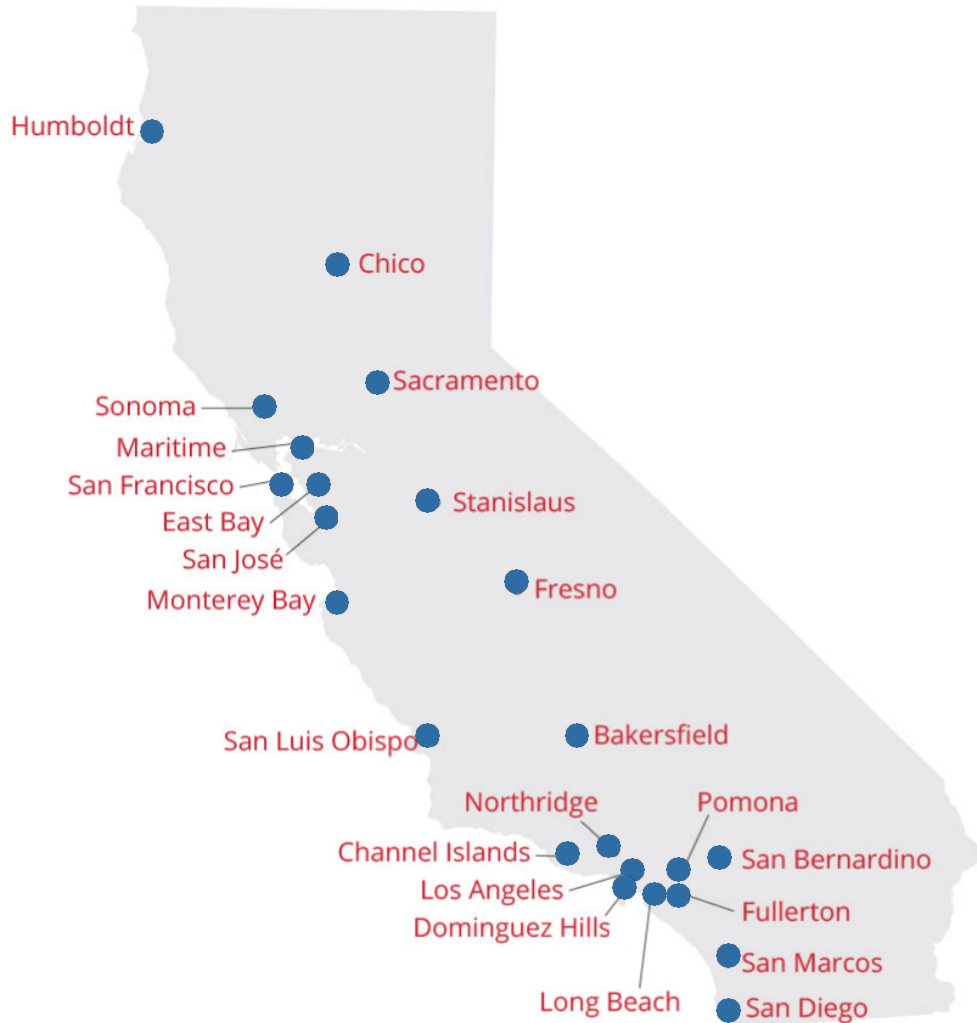 Humboldt
Chico
Sacramento
Sonoma
Maritime
San Francisco
Stanislaus
East Bay
San José
Fresno
Monterey Bay
San Luis Obispo
Bakersfield
Northridge
Pomona
Channel Islands
San Bernardino
Los Angeles
Fullerton
Dominguez Hills
San Marcos
Long Beach
San Diego